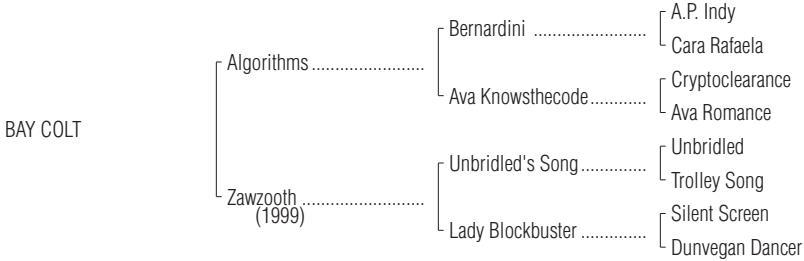 A.P. Indy
Bernardini ........................
Cara Rafaela
Algorithms ........................
Cryptoclearance
Ava Knowsthecode............
Ava Romance
BAY COLT
Unbridled
Unbridled's Song..............
Trolley Song
Zawzooth ..........................
(1999)
Silent Screen
Lady Blockbuster ..............
Dunvegan Dancer